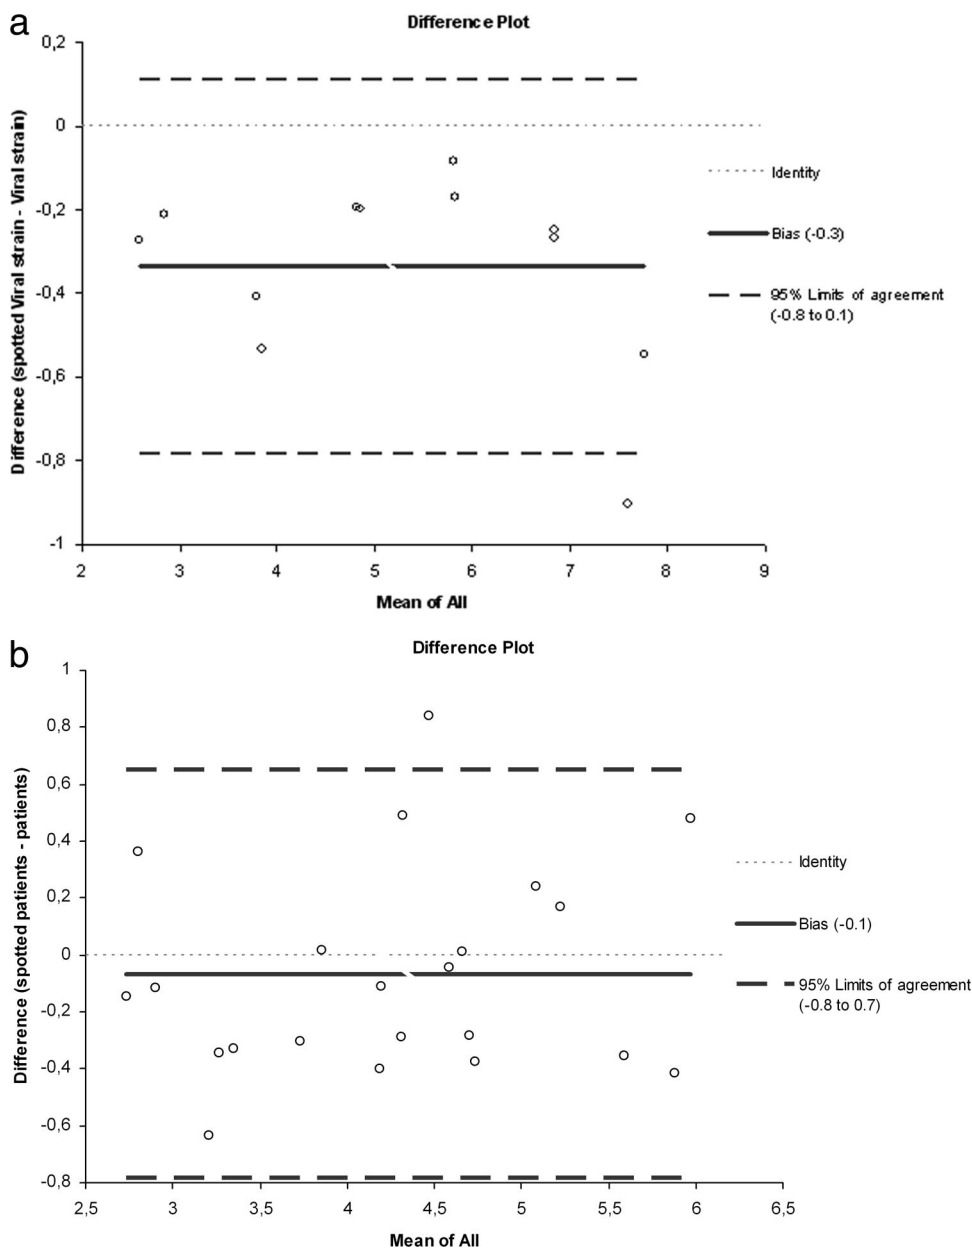 a
Difference Plot
Difference (spotted Viral strain - Viral strain)
0,2
0
-0,2
-0,4
-0,6
-0,8
-1
2 3 4 5 6 7 8 9
Mean of All
Identity
Bias (-0.3)
95% Limits of agreement
(-0.8 to 0.1)
b
Difference Plot
Difference (spotted patients - patients)
1
0,8
0,6
0,4
0,2
0
-0,2
-0,4
-0,6
-0,8
2,5 3 3,5 4 4,5 5 5,5 6 6,5
Mean of All
Identity
Bias (-0.1)
95% Limits of agreement
(-0.8 to 0.7)